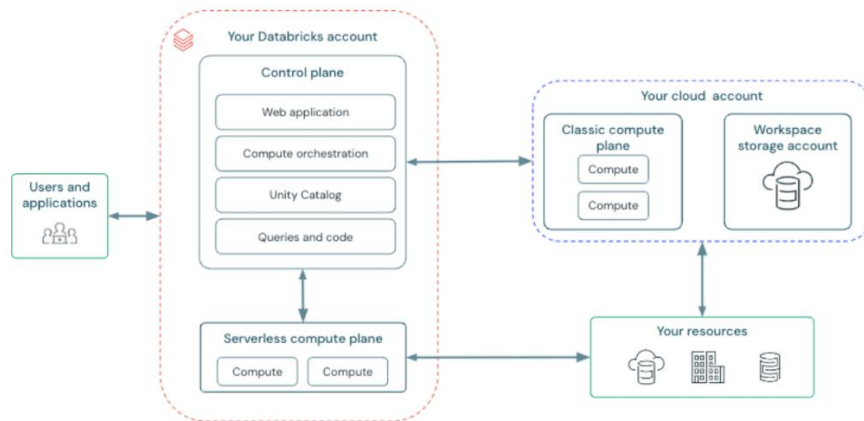 Your Databricks account
Control plane
Web application
Compute orchestration
Unity Catalog
Queries and code
Users and
applications
Serverless compute plane
Compute
Compute
Your cloud account
Classic compute
plane
Compute
Compute
Workspace
storage account
Your resources